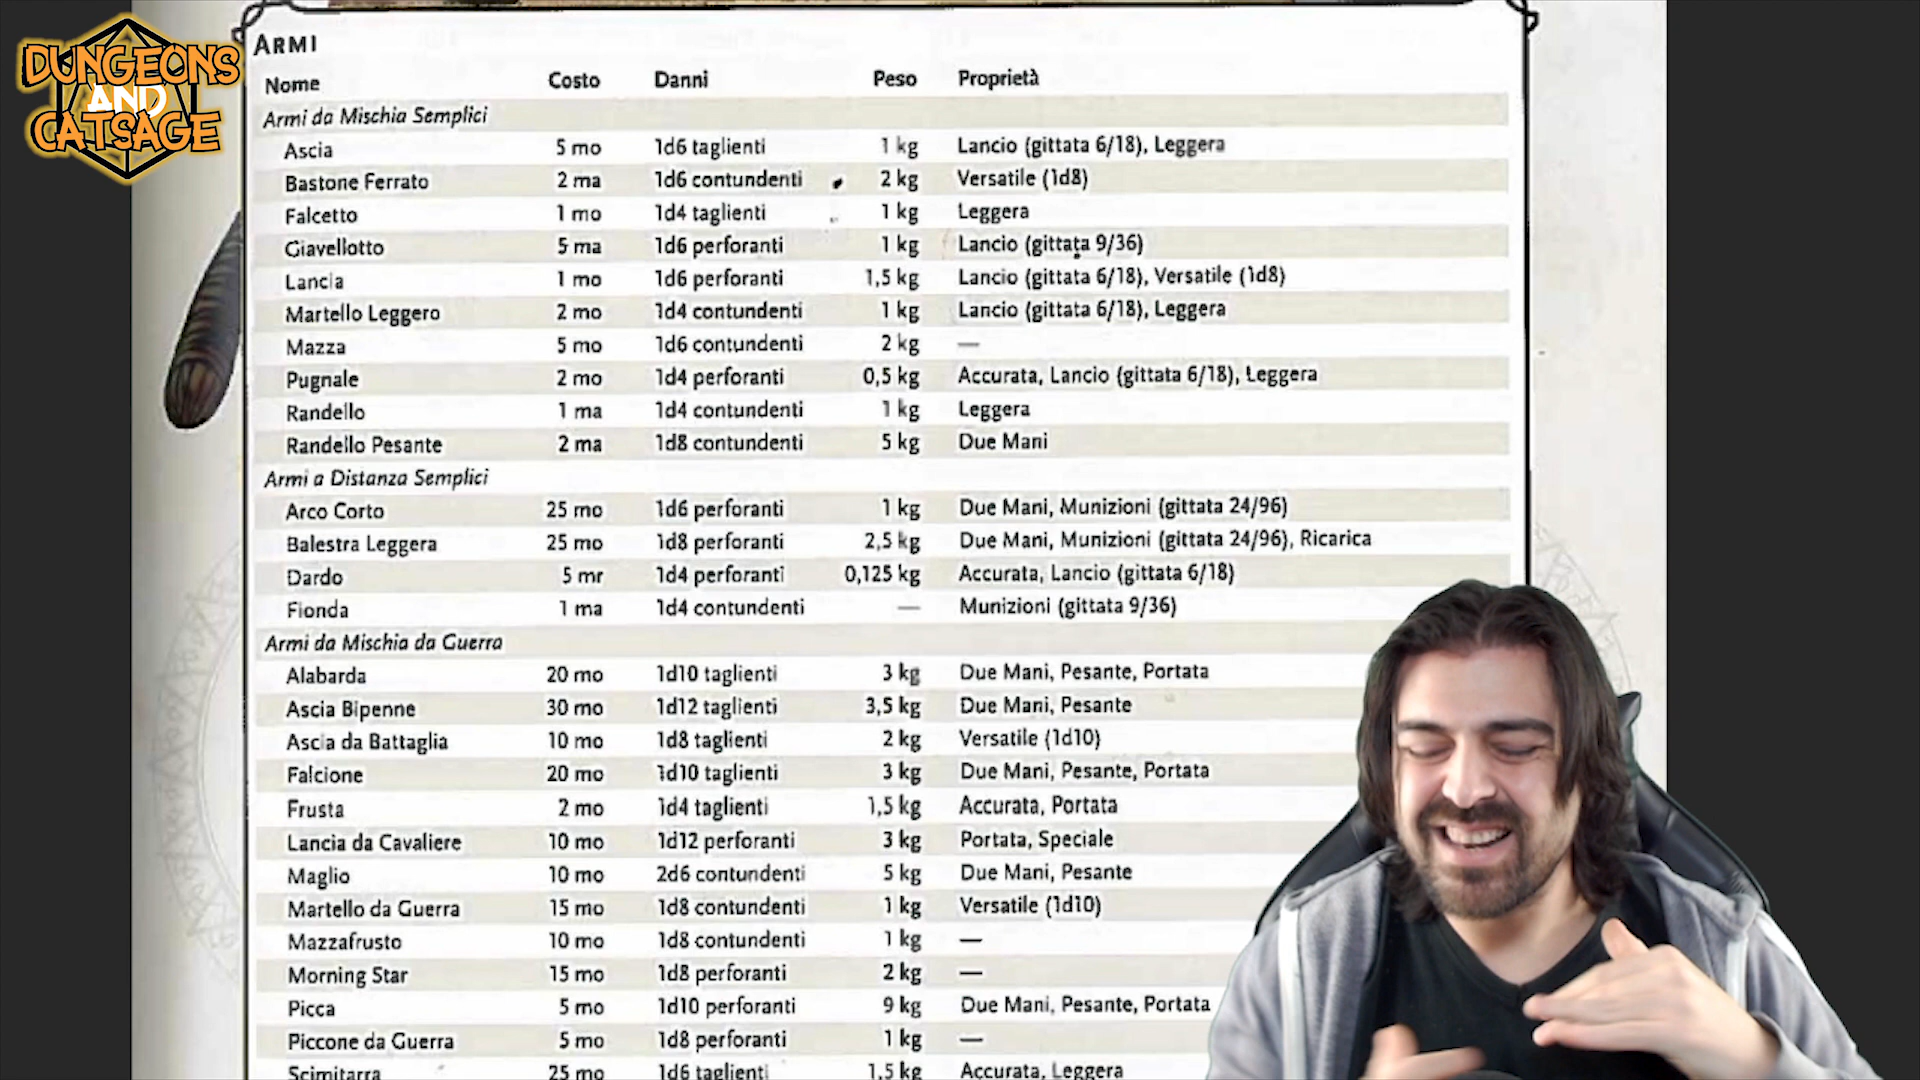 DUNGEONS
AND
CATSAGE
ARMI
Nome Costo Danni Peso Proprietà
Armi da Mischia Semplici
Ascia 5 mo 1d6 taglienti 1 kg Lancio (gittata 6/18), Leggera
Bastone Ferrato 2 ma 1d6 contundenti 2 kg Versatile (1d8)
Falcetto 1 mo 1d4 taglienti 1 kg Leggera
Giavellotto 5 ma 1d6 perforanti 1 kg Lancio (gittata 9/36)
Lancia 1 mo 1d6 perforanti 1,5 kg Lancio (gittata 6/18), Versatile (1d8)
Martello Leggero 2 mo 1d4 contundenti 1 kg Lancio (gittata 6/18), Leggera
Mazza 5 mo 1d6 contundenti 2 kg —
Pugnale 2 mo 1d4 perforanti 0,5 kg Accurata, Lancio (gittata 6/18), Leggera
Randello 1 ma 1d4 contundenti 1 kg Leggera
Randello Pesante 2 ma 1d8 contundenti 5 kg Due Mani
Armi a Distanza Semplici
Arco Corto 25 mo 1d6 perforanti 1 kg Due Mani, Munizioni (gittata 24/96)
Balestra Leggera 25 mo 1d8 perforanti 2,5 kg Due Mani, Munizioni (gittata 24/96), Ricarica
Dardo 5 mr 1d4 perforanti 0,125 kg Accurata, Lancio (gittata 6/18)
Fionda 1 ma 1d4 contundenti — Munizioni (gittata 9/36)
Armi da Mischia da Guerra
Alabarda 20 mo 1d10 taglienti 3 kg Due Mani, Pesante, Portata
Ascia Bipenne 30 mo 1d12 taglienti 3,5 kg Due Mani, Pesante
Ascia da Battaglia 10 mo 1d8 taglienti 2 kg Versatile (1d10)
Falcione 20 mo 1d10 taglienti 3 kg Due Mani, Pesante, Portata
Frusta 2 mo 1d4 taglienti 1,5 kg Accurata, Portata
Lancia da Cavaliere 10 mo 1d12 perforanti 3 kg Portata, Speciale
Maglio 10 mo 2d6 contundenti 5 kg Due Mani, Pesante
Martello da Guerra 15 mo 1d8 contundenti 1 kg Versatile (1d10)
Mazzafrusto 10 mo 1d8 contundenti 1 kg —
Morning Star 15 mo 1d8 perforanti 2 kg —
Picca 5 mo 1d10 perforanti 9 kg Due Mani, Pesante, Portata
Piccone da Guerra 5 mo 1d8 perforanti 1 kg —
Scimitarra 25 mo 1d6 taglienti 1,5 kg Accurata, Leggera